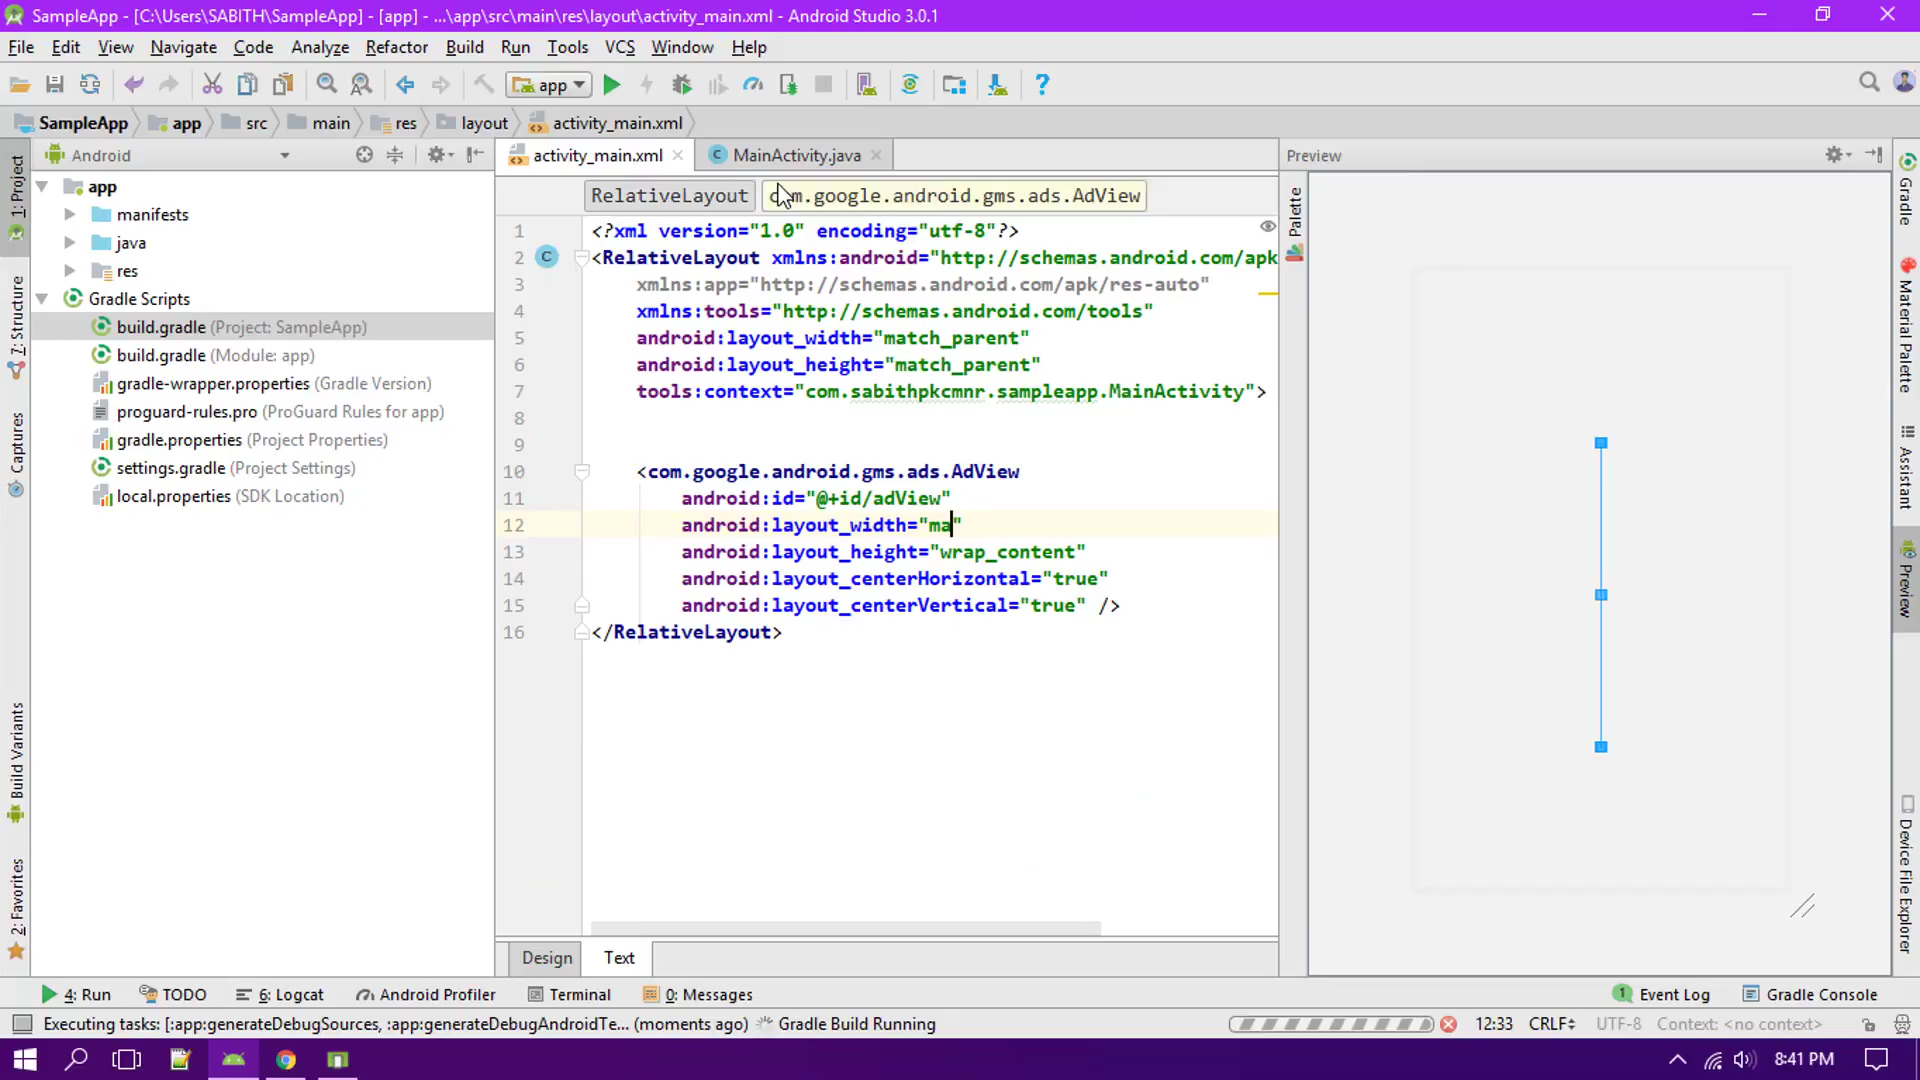 SampleApp - [C:\Users\SABITH\SampleApp] - [app] - ...\app\src\main\res\layout\activity_main.xml - Android Studio 3.0.1
File Edit View Navigate Code Analyze Refactor Build Run Tools VCS Window Help
app
SampleApp app src main res layout activity_main.xml
Android
activity_main.xml
MainActivity.java
Preview
RelativeLayout
com.google.android.gms.ads.AdView
app
manifests
java
res
Gradle Scripts
build.gradle (Project: SampleApp)
build.gradle (Module: app)
gradle-wrapper.properties (Gradle Version)
proguard-rules.pro (ProGuard Rules for app)
gradle.properties (Project Properties)
settings.gradle (Project Settings)
local.properties (SDK Location)
1 <?xml version="1.0" encoding="utf-8"?>
2 <RelativeLayout xmlns:android="http://schemas.android.com/apk
3 xmlns:app="http://schemas.android.com/apk/res-auto"
4 xmlns:tools="http://schemas.android.com/tools"
5 android:layout_width="match_parent"
6 android:layout_height="match_parent"
7 tools:context="com.sabithpkcmnr.sampleapp.MainActivity">
8
9
10 <com.google.android.gms.ads.AdView
11 android:id="@+id/adView"
12 android:layout_width="ma"
13 android:layout_height="wrap_content"
14 android:layout_centerHorizontal="true"
15 android:layout_centerVertical="true" />
16 </RelativeLayout>
Design
Text
1: Project
7: Structure
Captures
Build Variants
2: Favorites
Palette
Gradle
Material Palette
Assistant
Preview
Device File Explorer
4: Run TODO 6: Logcat Android Profiler Terminal 0: Messages
1 Event Log Gradle Console
Executing tasks: [:app:generateDebugSources, :app:generateDebugAndroidTe... (moments ago) Gradle Build Running
12:33 CRLF UTF-8 Context: <no context>
8:41 PM